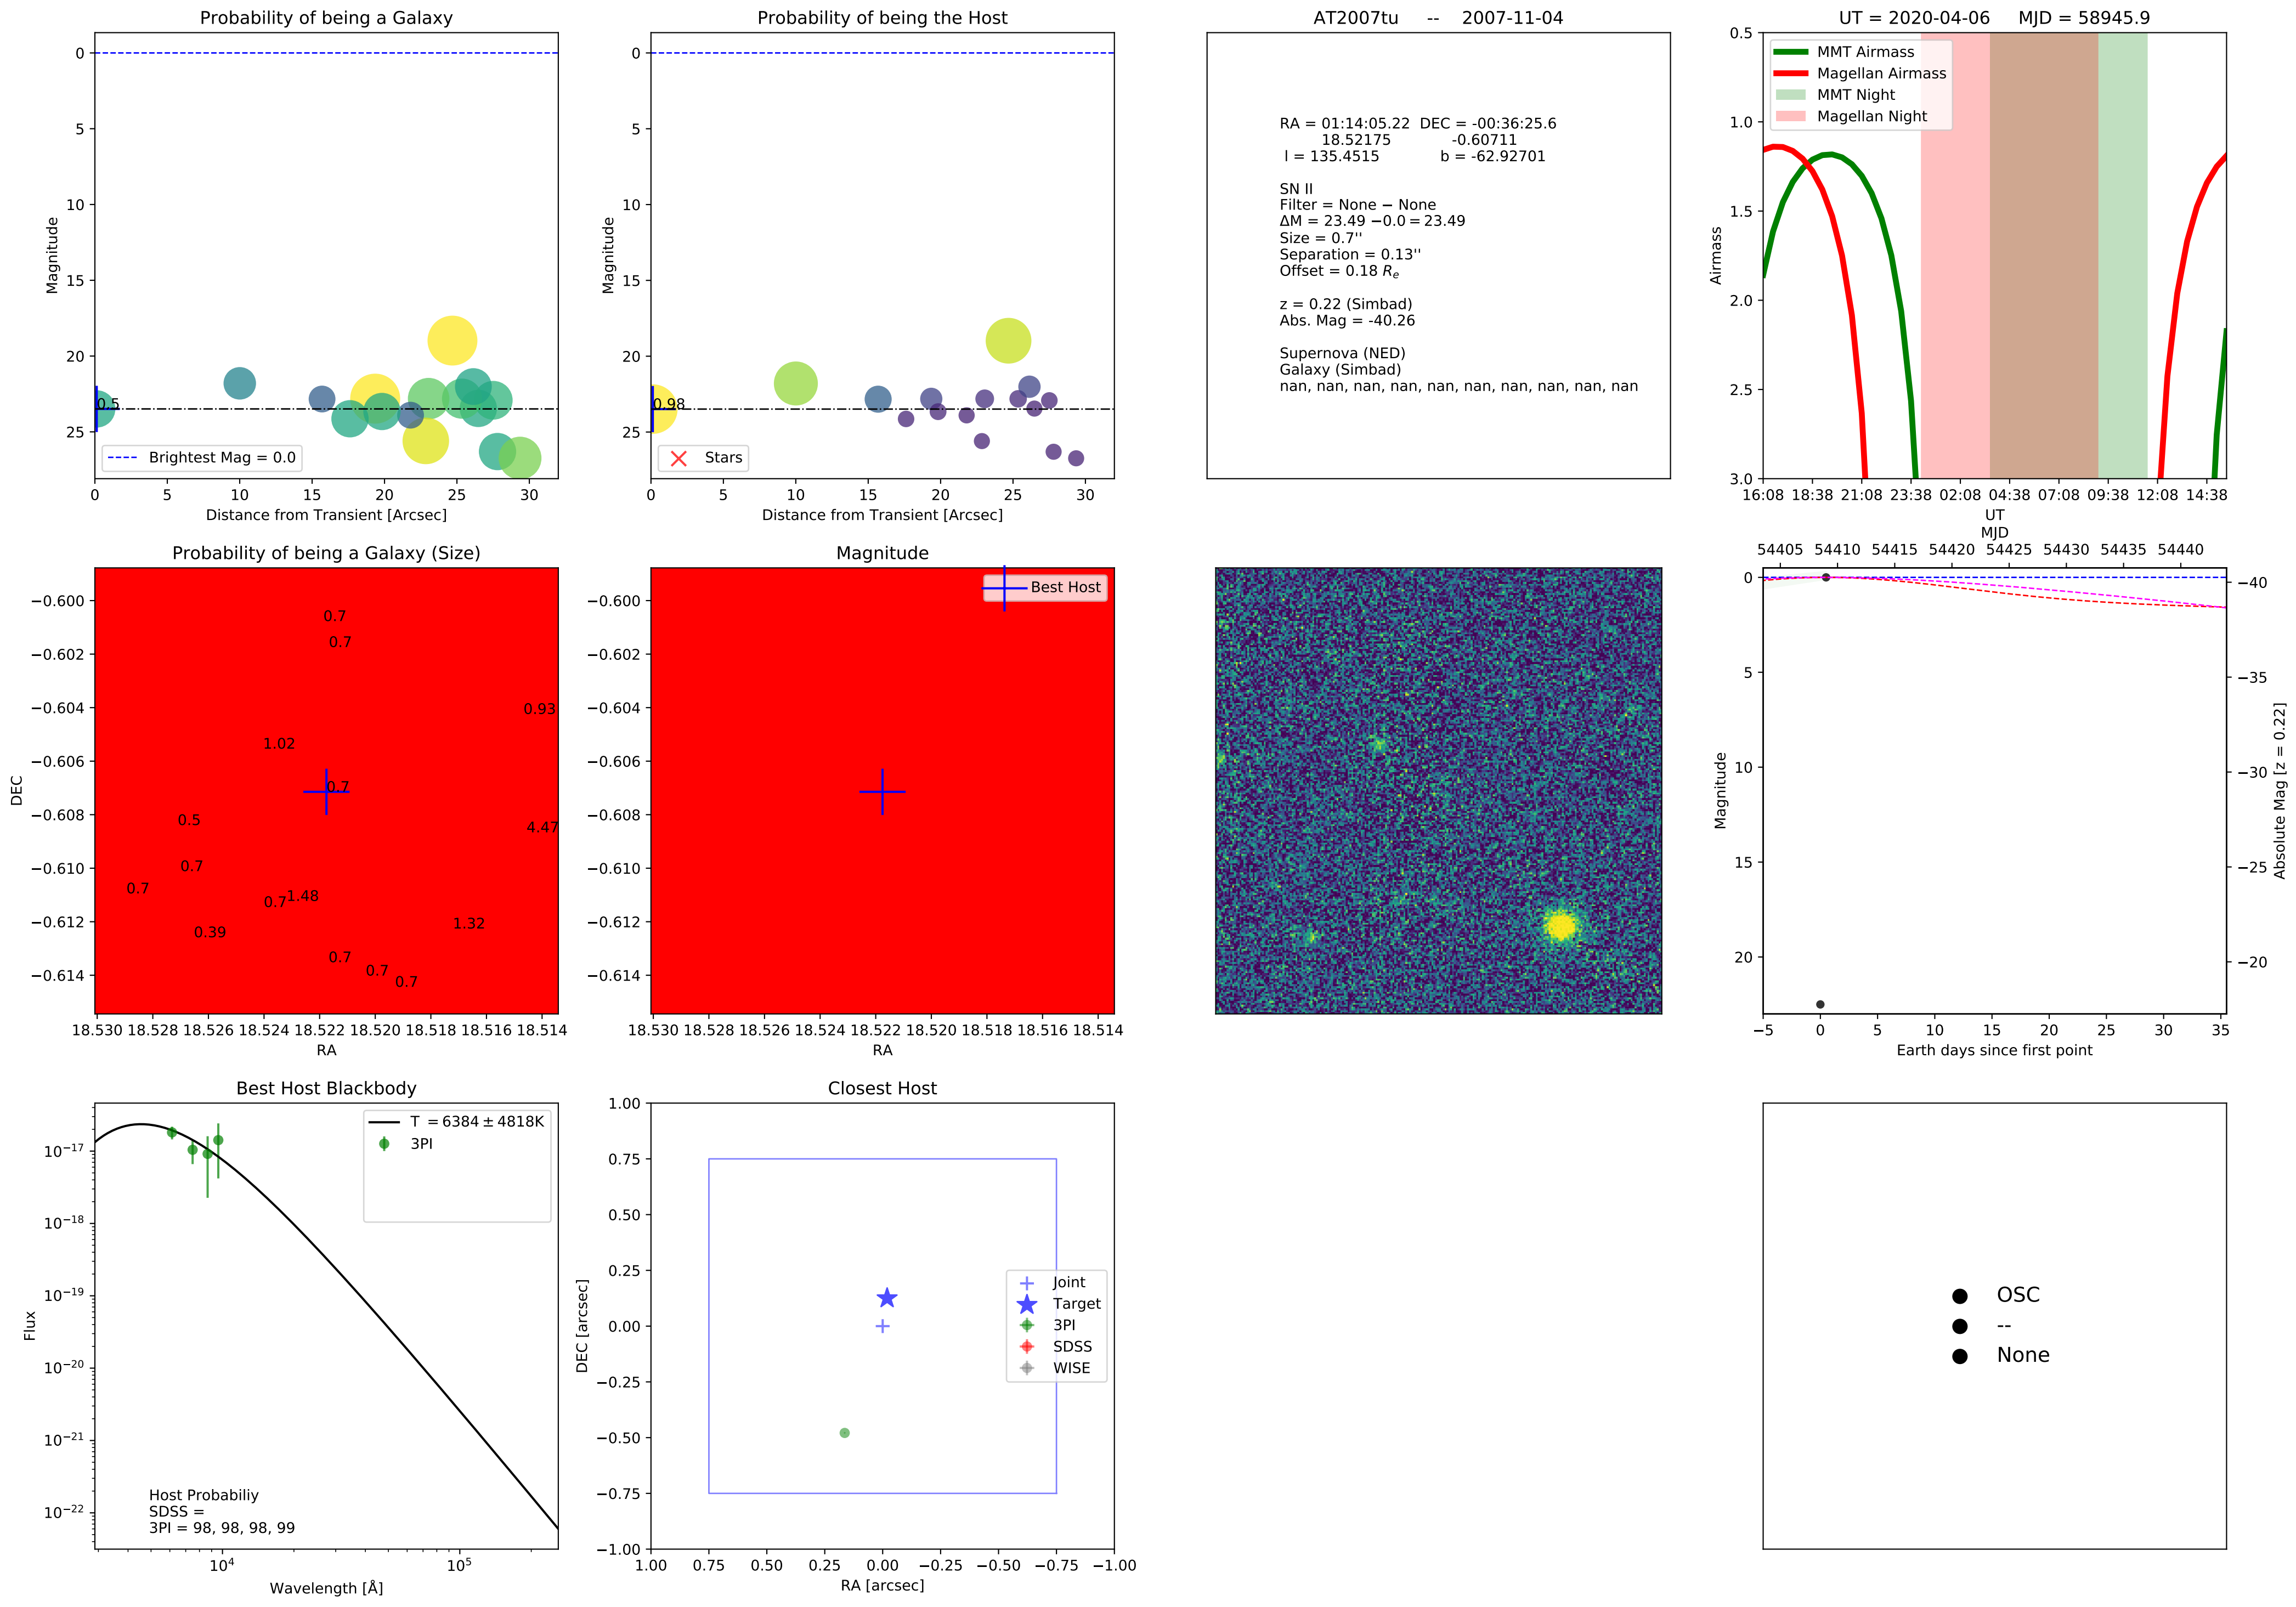 Probability of being a Galaxy
0
5
10
15
20
25
Magnitude
0.5
Brightest Mag = 0.0
0 5 10 15 20 25 30
Distance from Transient [Arcsec]
Probability of being the Host
0
5
10
15
20
25
Magnitude
0.98
Stars
0 5 10 15 20 25 30
Distance from Transient [Arcsec]
AT2007tu -- 2007-11-04
RA = 01:14:05.22 DEC = -00:36:25.6
18.52175 -0.60711
l = 135.4515 b = -62.92701
SN II
Filter = None − None
ΔM = 23.49 −0.0 = 23.49
Size = 0.7''
Separation = 0.13''
Offset = 0.18 Re
z = 0.22 (Simbad)
Abs. Mag = -40.26
Supernova (NED)
Galaxy (Simbad)
nan, nan, nan, nan, nan, nan, nan, nan, nan, nan
UT = 2020-04-06 MJD = 58945.9
MMT Airmass
Magellan Airmass
MMT Night
Magellan Night
0.5
1.0
1.5
2.0
2.5
3.0
Airmass
16:08 18:38 21:08 23:38 02:08 04:38 07:08 09:38 12:08 14:38
UT
Probability of being a Galaxy (Size)
−0.600
−0.602
−0.604
−0.606
−0.608
−0.610
−0.612
−0.614
DEC
0.7
0.7
0.93
1.02
0.7
0.5
4.47
0.7
0.7
1.48
0.7
1.32
0.39
0.7
0.7
0.7
18.530 18.528 18.526 18.524 18.522 18.520 18.518 18.516 18.514
RA
Magnitude
Best Host
−0.600
−0.602
−0.604
−0.606
−0.608
−0.610
−0.612
−0.614
18.530 18.528 18.526 18.524 18.522 18.520 18.518 18.516 18.514
RA
MJD
54405 54410 54415 54420 54425 54430 54435 54440
0
5
10
15
20
Magnitude
−40
−35
−30
−25
−20
Absolute Mag [z = 0.22]
−5 0 5 10 15 20 25 30 35
Earth days since first point
Best Host Blackbody
T = 6384 ± 4818K
3PI
10−17
10−18
10−19
10−20
10−21
10−22
Flux
Host Probabiliy
SDSS =
3PI = 98, 98, 98, 99
10^4 10^5
Wavelength [Å]
Closest Host
1.00
0.75
0.50
0.25
0.00
−0.25
−0.50
−0.75
−1.00
DEC [arcsec]
Joint
Target
3PI
SDSS
WISE
1.00 0.75 0.50 0.25 0.00 −0.25 −0.50 −0.75 −1.00
RA [arcsec]
OSC
--
None